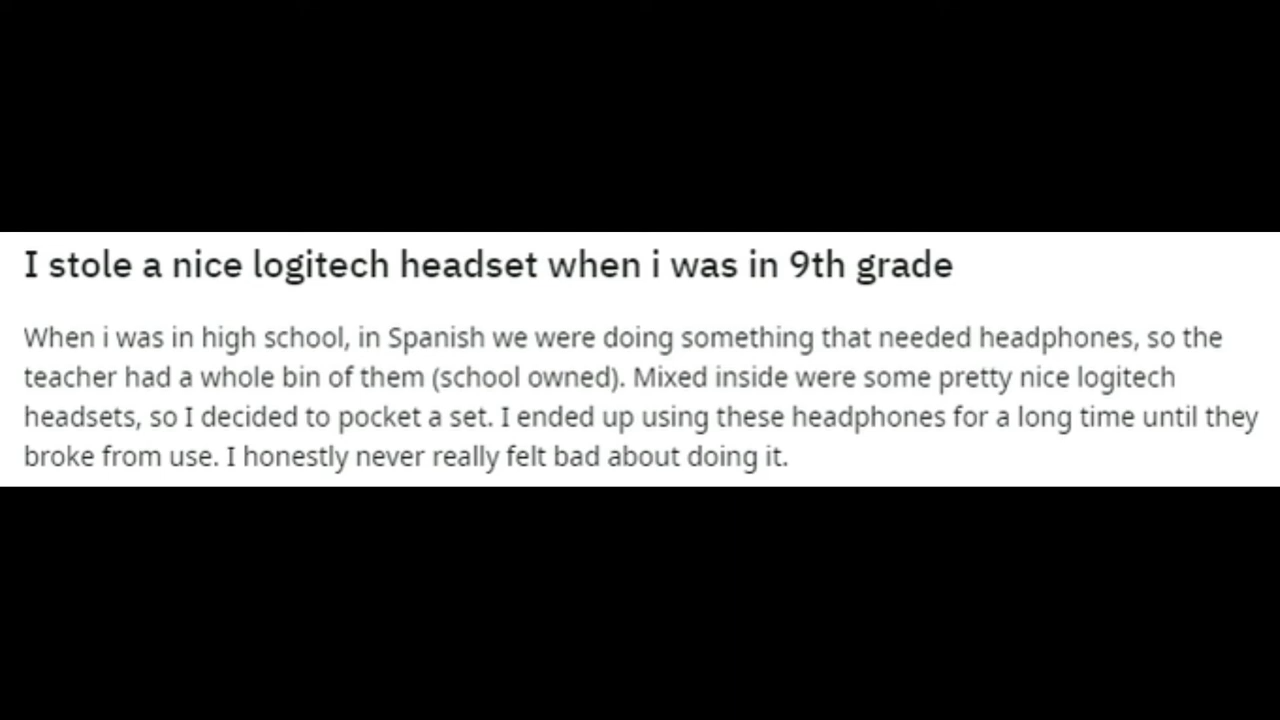 I stole a nice logitech headset when i was in 9th grade
When i was in high school, in Spanish we were doing something that needed headphones, so the
teacher had a whole bin of them (school owned). Mixed inside were some pretty nice logitech
headsets, so I decided to pocket a set. I ended up using these headphones for a long time until they
broke from use. I honestly never really felt bad about doing it.